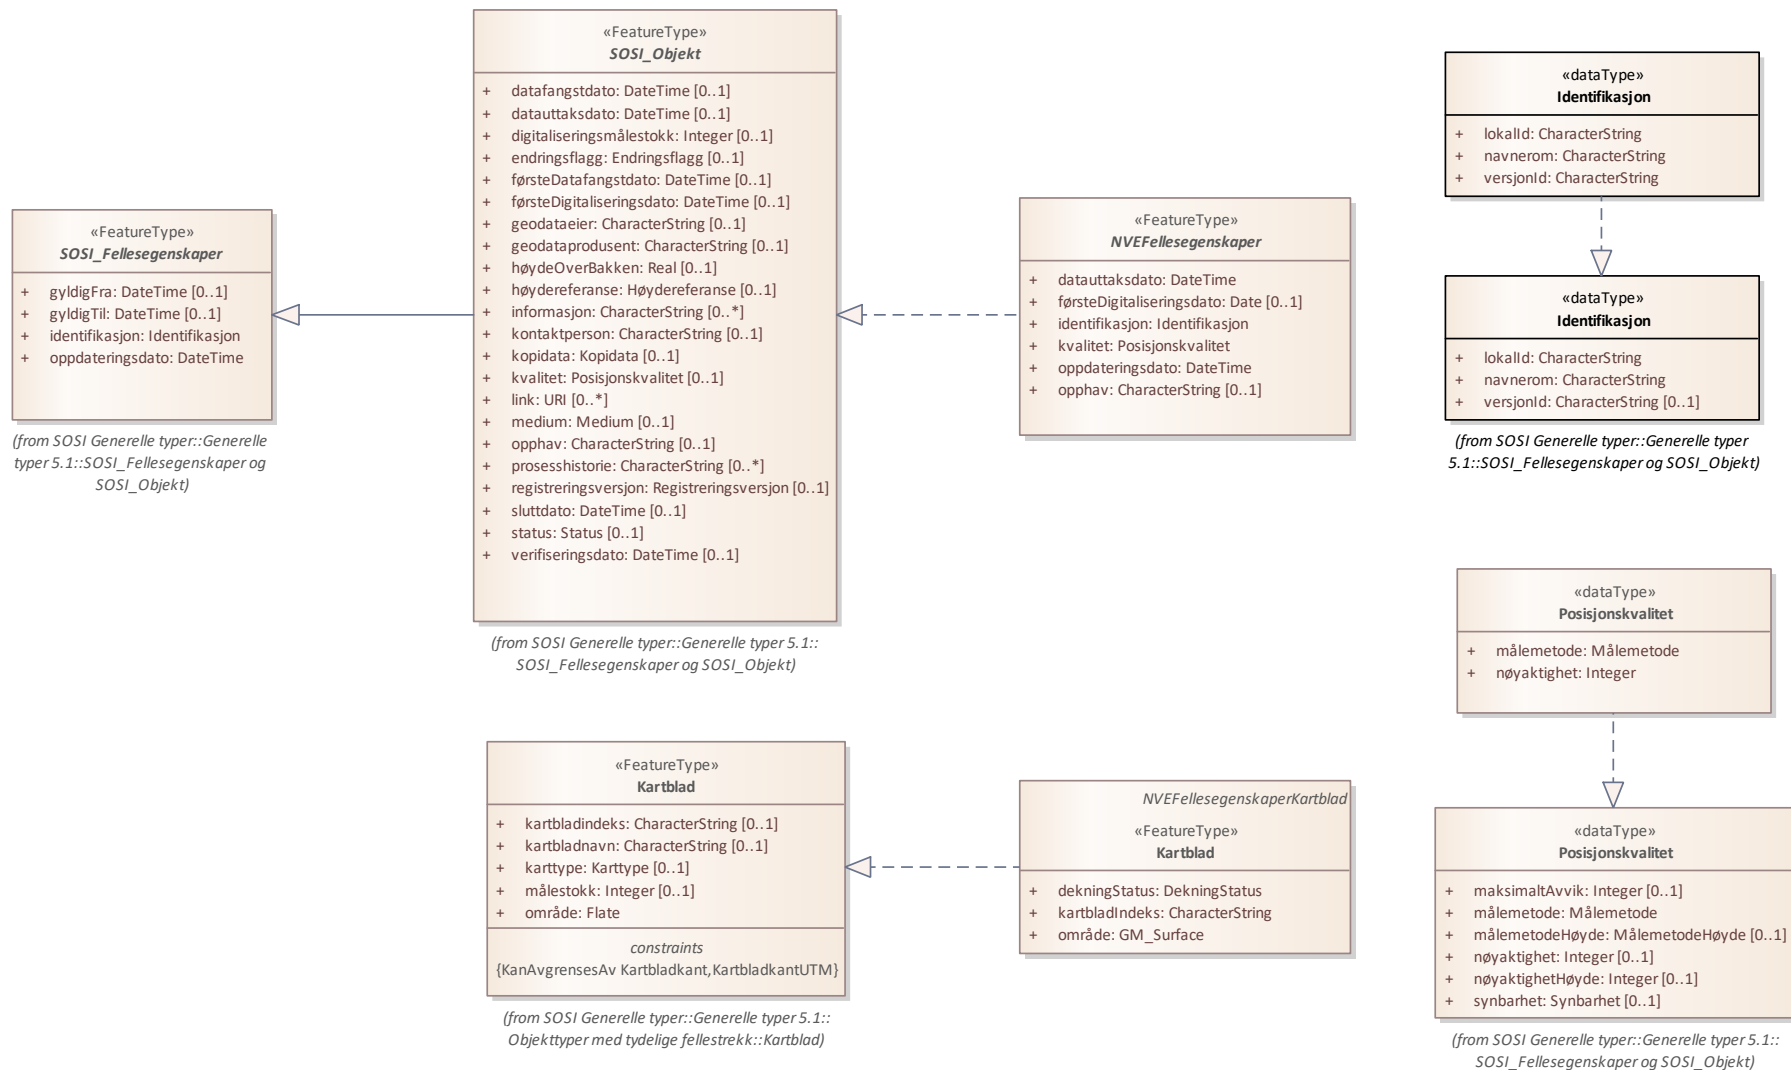 «FeatureType»
SOSI_Fellesegenskaper
+ gyldigFra: DateTime [0..1]
+ gyldigTil: DateTime [0..1]
+ identifikasjon: Identifikasjon
+ oppdateringsdato: DateTime
(from SOSI Generelle typer::Generelle
typer 5.1::SOSI_Fellesegenskaper og
SOSI_Objekt)
«FeatureType»
SOSI_Objekt
+ datafangstdato: DateTime [0..1]
+ datauttaksdato: DateTime [0..1]
+ digitaliseringsmålestokk: Integer [0..1]
+ endringsflagg: Endringsflagg [0..1]
+ førsteDatafangstdato: DateTime [0..1]
+ førsteDigitaliseringsdato: DateTime [0..1]
+ geodataeier: CharacterString [0..1]
+ geodataprodusent: CharacterString [0..1]
+ høydeOverBakken: Real [0..1]
+ høydereferanse: Høydereferanse [0..1]
+ informasjon: CharacterString [0..*]
+ kontaktperson: CharacterString [0..1]
+ kopidata: Kopidata [0..1]
+ kvalitet: Posisjonskvalitet [0..1]
+ link: URI [0..*]
+ medium: Medium [0..1]
+ opphav: CharacterString [0..1]
+ prosesshistorie: CharacterString [0..*]
+ registreringsversjon: Registreringsversjon [0..1]
+ sluttdato: DateTime [0..1]
+ status: Status [0..1]
+ verifiseringsdato: DateTime [0..1]
(from SOSI Generelle typer::Generelle typer 5.1::
SOSI_Fellesegenskaper og SOSI_Objekt)
«FeatureType»
NVEFellesegenskaper
+ datauttaksdato: DateTime
+ førsteDigitaliseringsdato: Date [0..1]
+ identifikasjon: Identifikasjon
+ kvalitet: Posisjonskvalitet
+ oppdateringsdato: DateTime
+ opphav: CharacterString [0..1]
«dataType»
Identifikasjon
+ lokalId: CharacterString
+ navnerom: CharacterString
+ versjonId: CharacterString
«dataType»
Identifikasjon
+ lokalId: CharacterString
+ navnerom: CharacterString
+ versjonId: CharacterString [0..1]
(from SOSI Generelle typer::Generelle typer
5.1::SOSI_Fellesegenskaper og SOSI_Objekt)
«FeatureType»
Kartblad
+ kartbladindeks: CharacterString [0..1]
+ kartbladnavn: CharacterString [0..1]
+ karttype: Karttype [0..1]
+ målestokk: Integer [0..1]
+ område: Flate
constraints
{KanAvgrensesAv Kartbladkant,KartbladkantUTM}
(from SOSI Generelle typer::Generelle typer 5.1::
Objekttyper med tydelige fellestrekk::Kartblad)
NVEFellesegenskaperKartblad
«FeatureType»
Kartblad
+ dekningStatus: DekningStatus
+ kartbladIndeks: CharacterString
+ område: GM_Surface
«dataType»
Posisjonskvalitet
+ målemetode: Målemetode
+ nøyaktighet: Integer
«dataType»
Posisjonskvalitet
+ maksimaltAvvik: Integer [0..1]
+ målemetode: Målemetode
+ målemetodeHøyde: MålemetodeHøyde [0..1]
+ nøyaktighet: Integer [0..1]
+ nøyaktighetHøyde: Integer [0..1]
+ synbarhet: Synbarhet [0..1]
(from SOSI Generelle typer::Generelle typer 5.1::
SOSI_Fellesegenskaper og SOSI_Objekt)